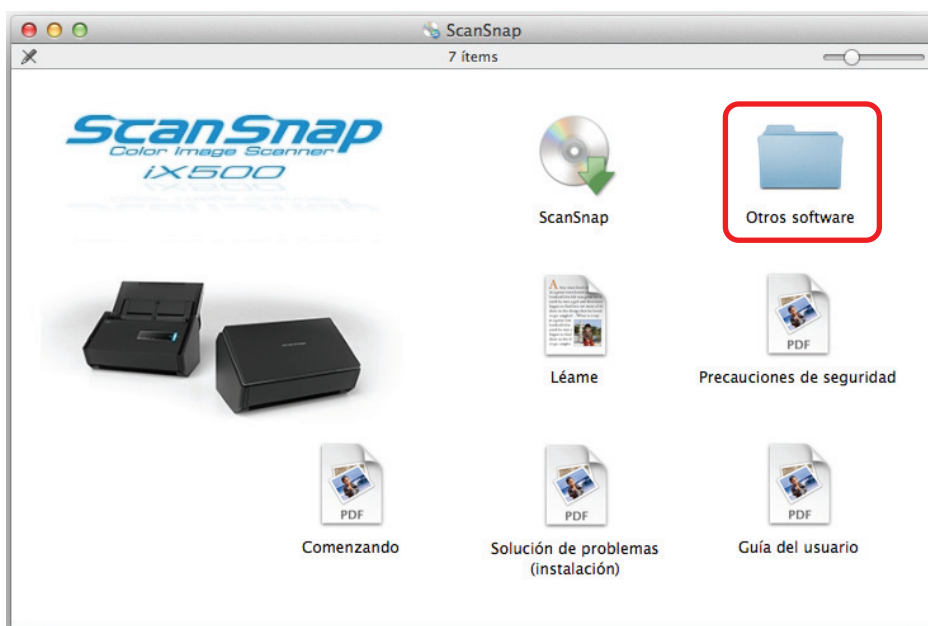 ScanSnap
7 ítems
ScanSnap
Color Image Scanner
iX500
ScanSnap
Otros software
Léame
Precauciones de seguridad
PDF
Comenzando
PDF
Solución de problemas
(instalación)
PDF
Guía del usuario
PDF